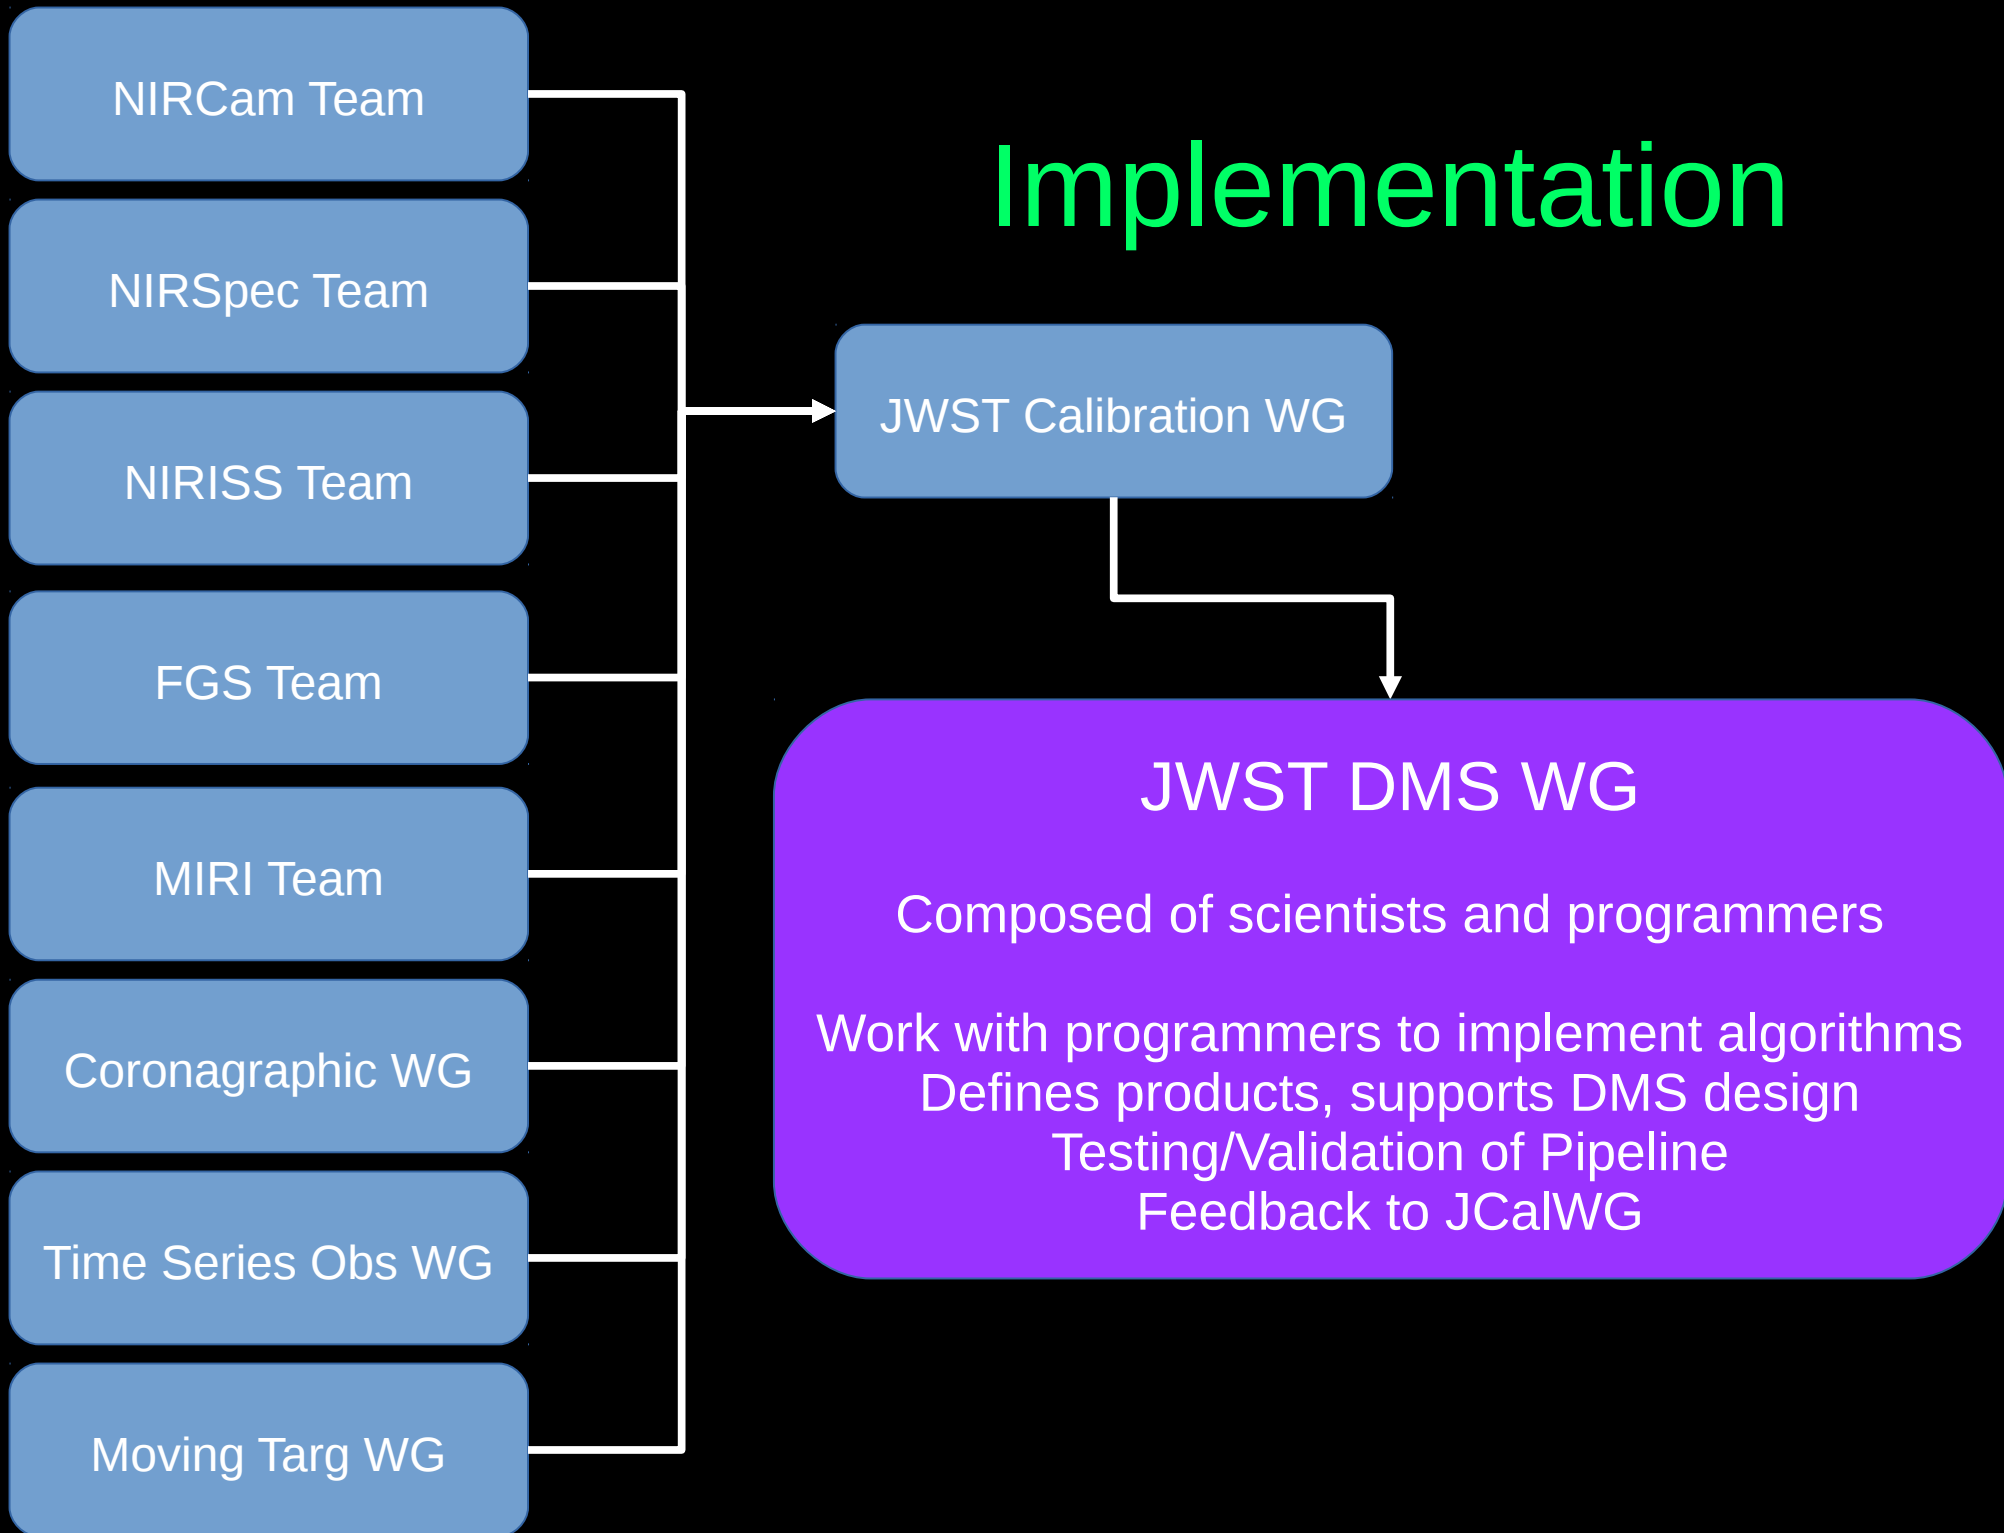 NIRCam Team
NIRSpec Team
NIRISS Team
FGS Team
MIRI Team
Coronagraphic WG
Time Series Obs WG
Moving Targ WG
Implementation
JWST Calibration WG
JWST DMS WG
Composed of scientists and programmers
Work with programmers to implement algorithms
Defines products, supports DMS design
Testing/Validation of Pipeline
Feedback to JCalWG